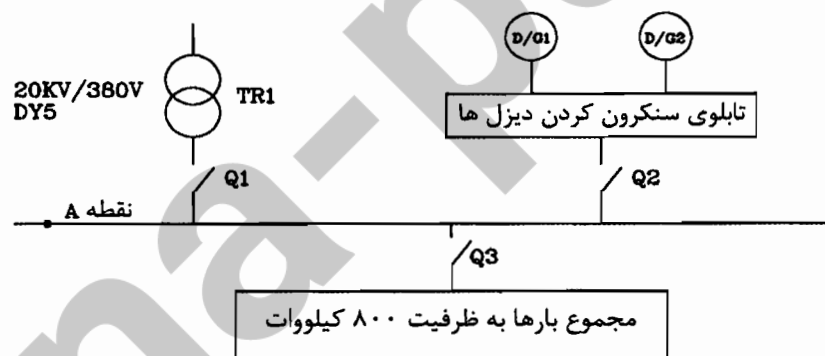 D/G1
D/G2
20KV/380V
DY5
TR1
تابلوی سنکرون کردن دیزل ها
Q1
Q2
نقطه A
Q3
مجموع بارها به ظرفیت ۸۰۰ کیلووات
na-p